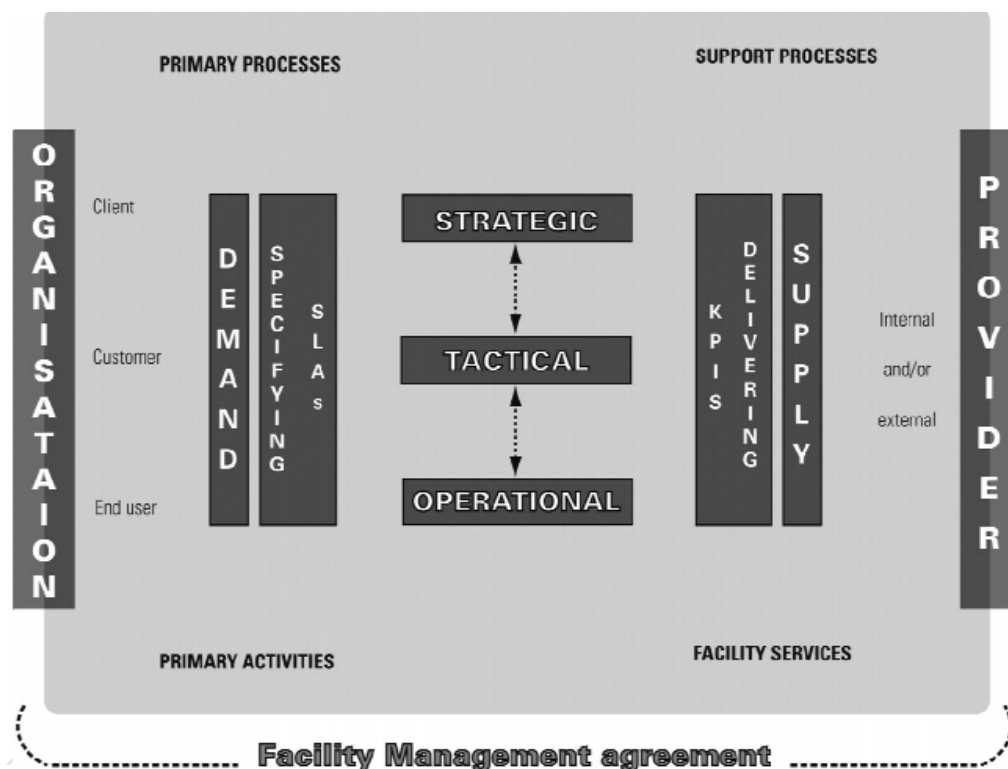 PRIMARY PROCESSES
SUPPORT PROCESSES
ORGANISATAION
Client
Customer
End user
DEMAND
SPECIFYING
SLAs
STRATEGIC
TACTICAL
OPERATIONAL
KPIS
DELIVERING
SUPPLY
Internal
and/or
external
PROVIDER
PRIMARY ACTIVITIES
FACILITY SERVICES
Facility Management agreement